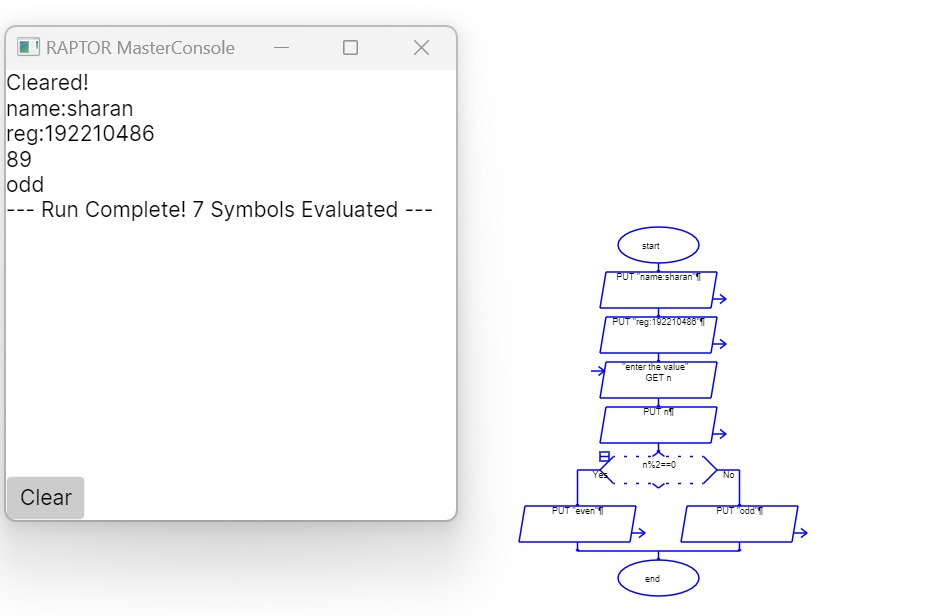 RAPTOR MasterConsole
Cleared!
name:sharan
reg:192210486
89
odd
--- Run Complete! 7 Symbols Evaluated ---
Clear
start
PUT "name:sharan"¶
PUT "reg:192210486"¶
"enter the value"
GET n
PUT n¶
n%2==0
Yes
No
PUT "even"¶
PUT "odd"¶
end